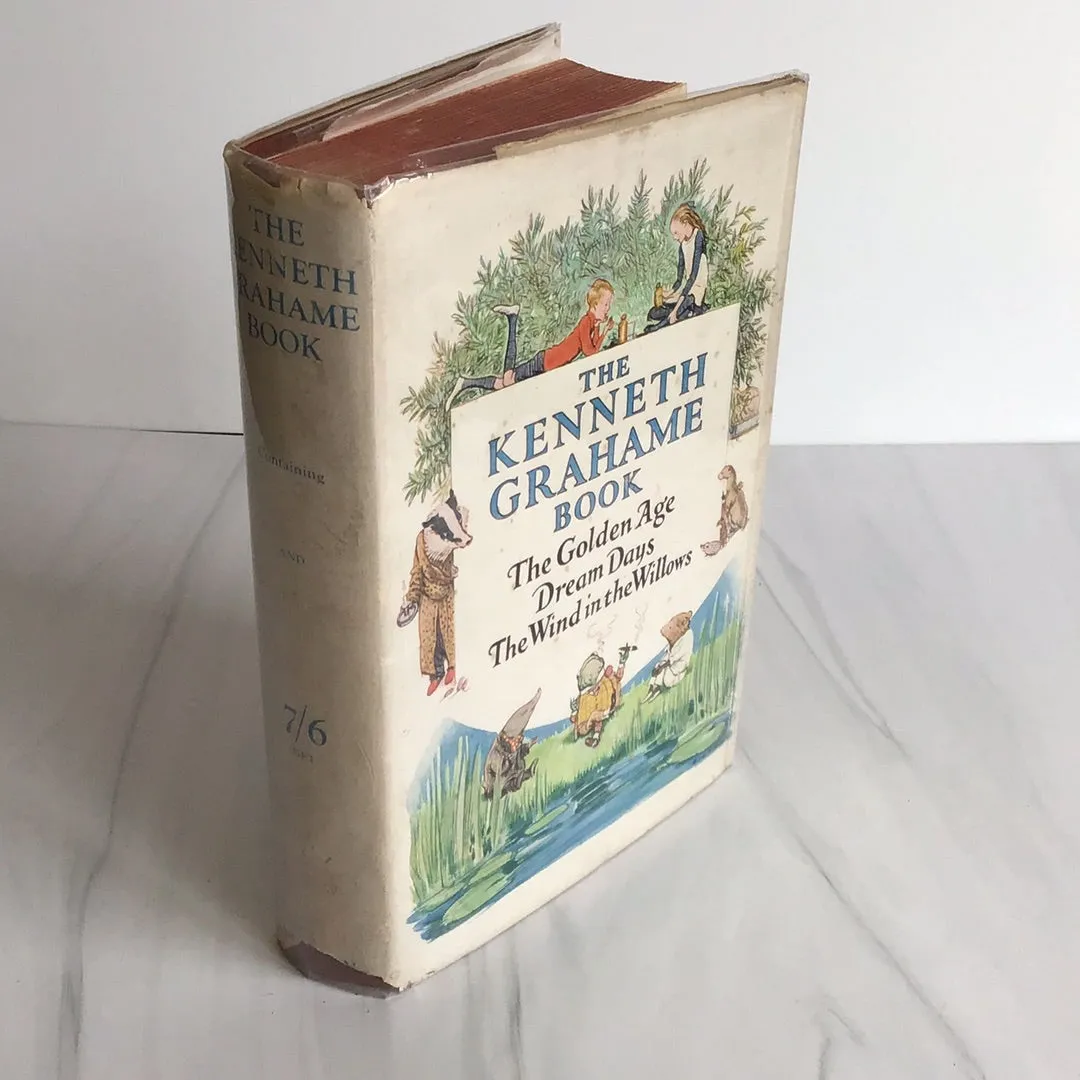 THE
KENNETH
GRAHAME
BOOK
Containing
AND
7/6
NET
THE
KENNETH
GRAHAME
BOOK
The Golden Age
Dream Days
The Wind in the Willows